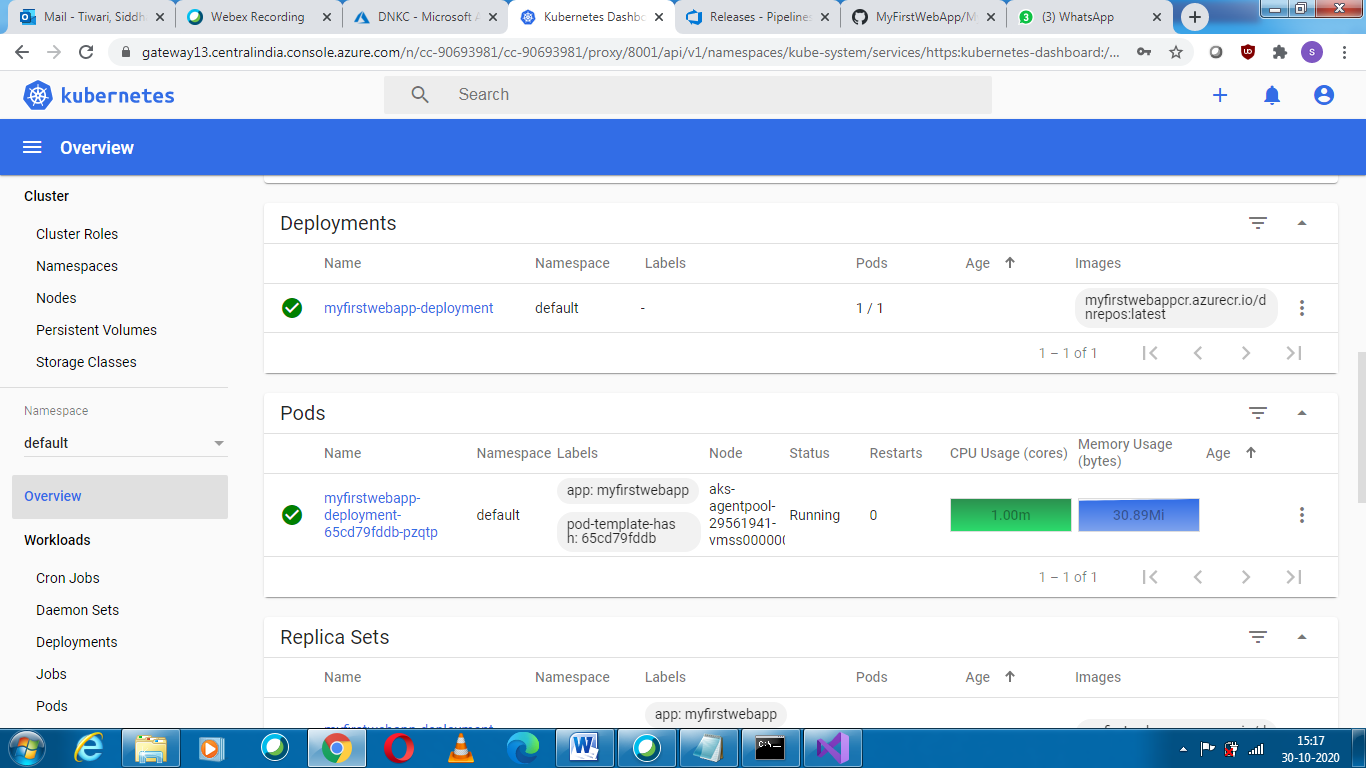 Mail - Tiwari, Siddh
Webex Recording
DNKC - Microsoft A
Kubernetes Dashbo
Releases - Pipelines
MyFirstWebApp/M
(3) WhatsApp
gateway13.centralindia.console.azure.com/n/cc-90693981/cc-90693981/proxy/8001/api/v1/namespaces/kube-system/services/https:kubernetes-dashboard:/...
S
kubernetes
Search
Overview
Cluster
Cluster Roles
Namespaces
Nodes
Persistent Volumes
Storage Classes
Namespace
default
Overview
Workloads
Cron Jobs
Daemon Sets
Deployments
Jobs
Pods
Deployments
Name Namespace Labels Pods Age Images
myfirstwebapp-deployment default - 1 / 1 myfirstwebappcr.azurecr.io/d
nrepos:latest
1 – 1 of 1
Pods
Name Namespace Labels Node Status Restarts CPU Usage (cores) Memory Usage
(bytes) Age
myfirstwebapp-
deployment-
65cd79fddb-pzqtp
default
app: myfirstwebapp
pod-template-has
h: 65cd79fddb
aks-
agentpool-
29561941-
vmss000000
Running
0
1.00m
30.89Mi
1 – 1 of 1
Replica Sets
Name Namespace Labels Pods Age Images
app: myfirstwebapp
15:17
30-10-2020